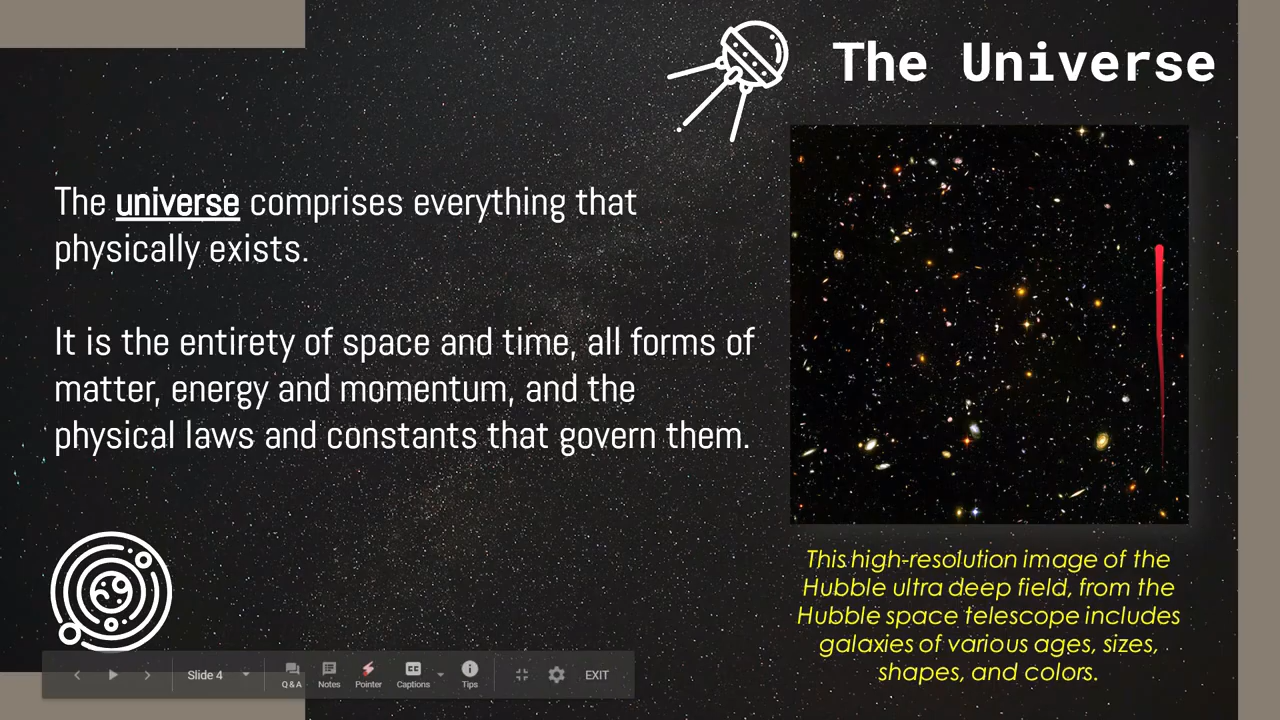 The Universe
The universe comprises everything that
physically exists.
It is the entirety of space and time, all forms of
matter, energy and momentum, and the
physical laws and constants that govern them.
This high-resolution image of the
Hubble ultra deep field, from the
Hubble space telescope includes
galaxies of various ages, sizes,
shapes, and colors.
Slide 4
Q & A
Notes
Pointer
CC
Captions
Tips
EXIT